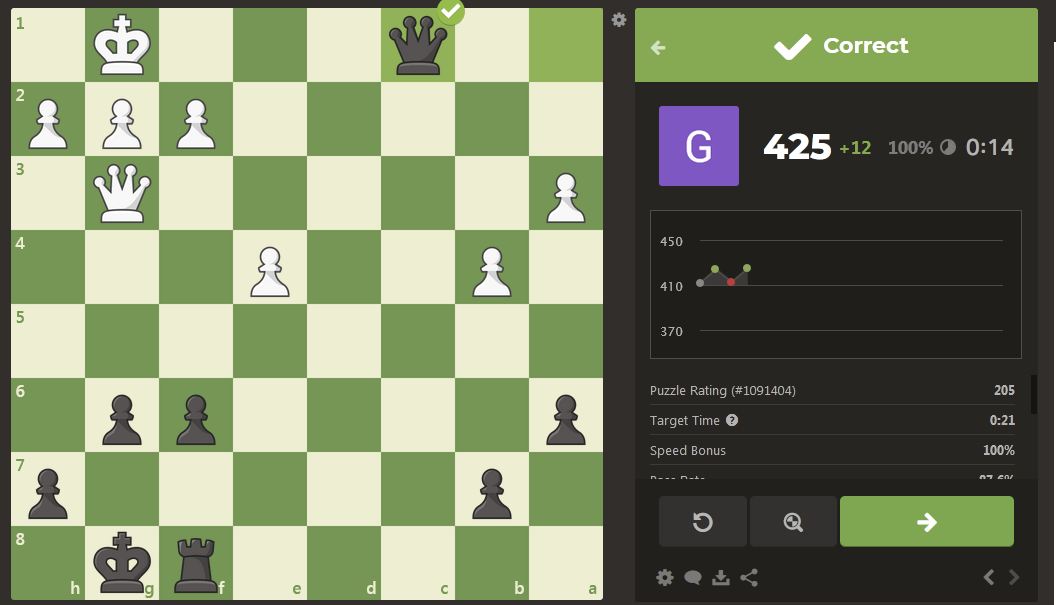 1
2
3
4
5
6
7
8
h g f e d c b a
Correct
G
425 +12 100% 0:14
450
410
370
Puzzle Rating (#1091404) 205
Target Time 0:21
Speed Bonus 100%